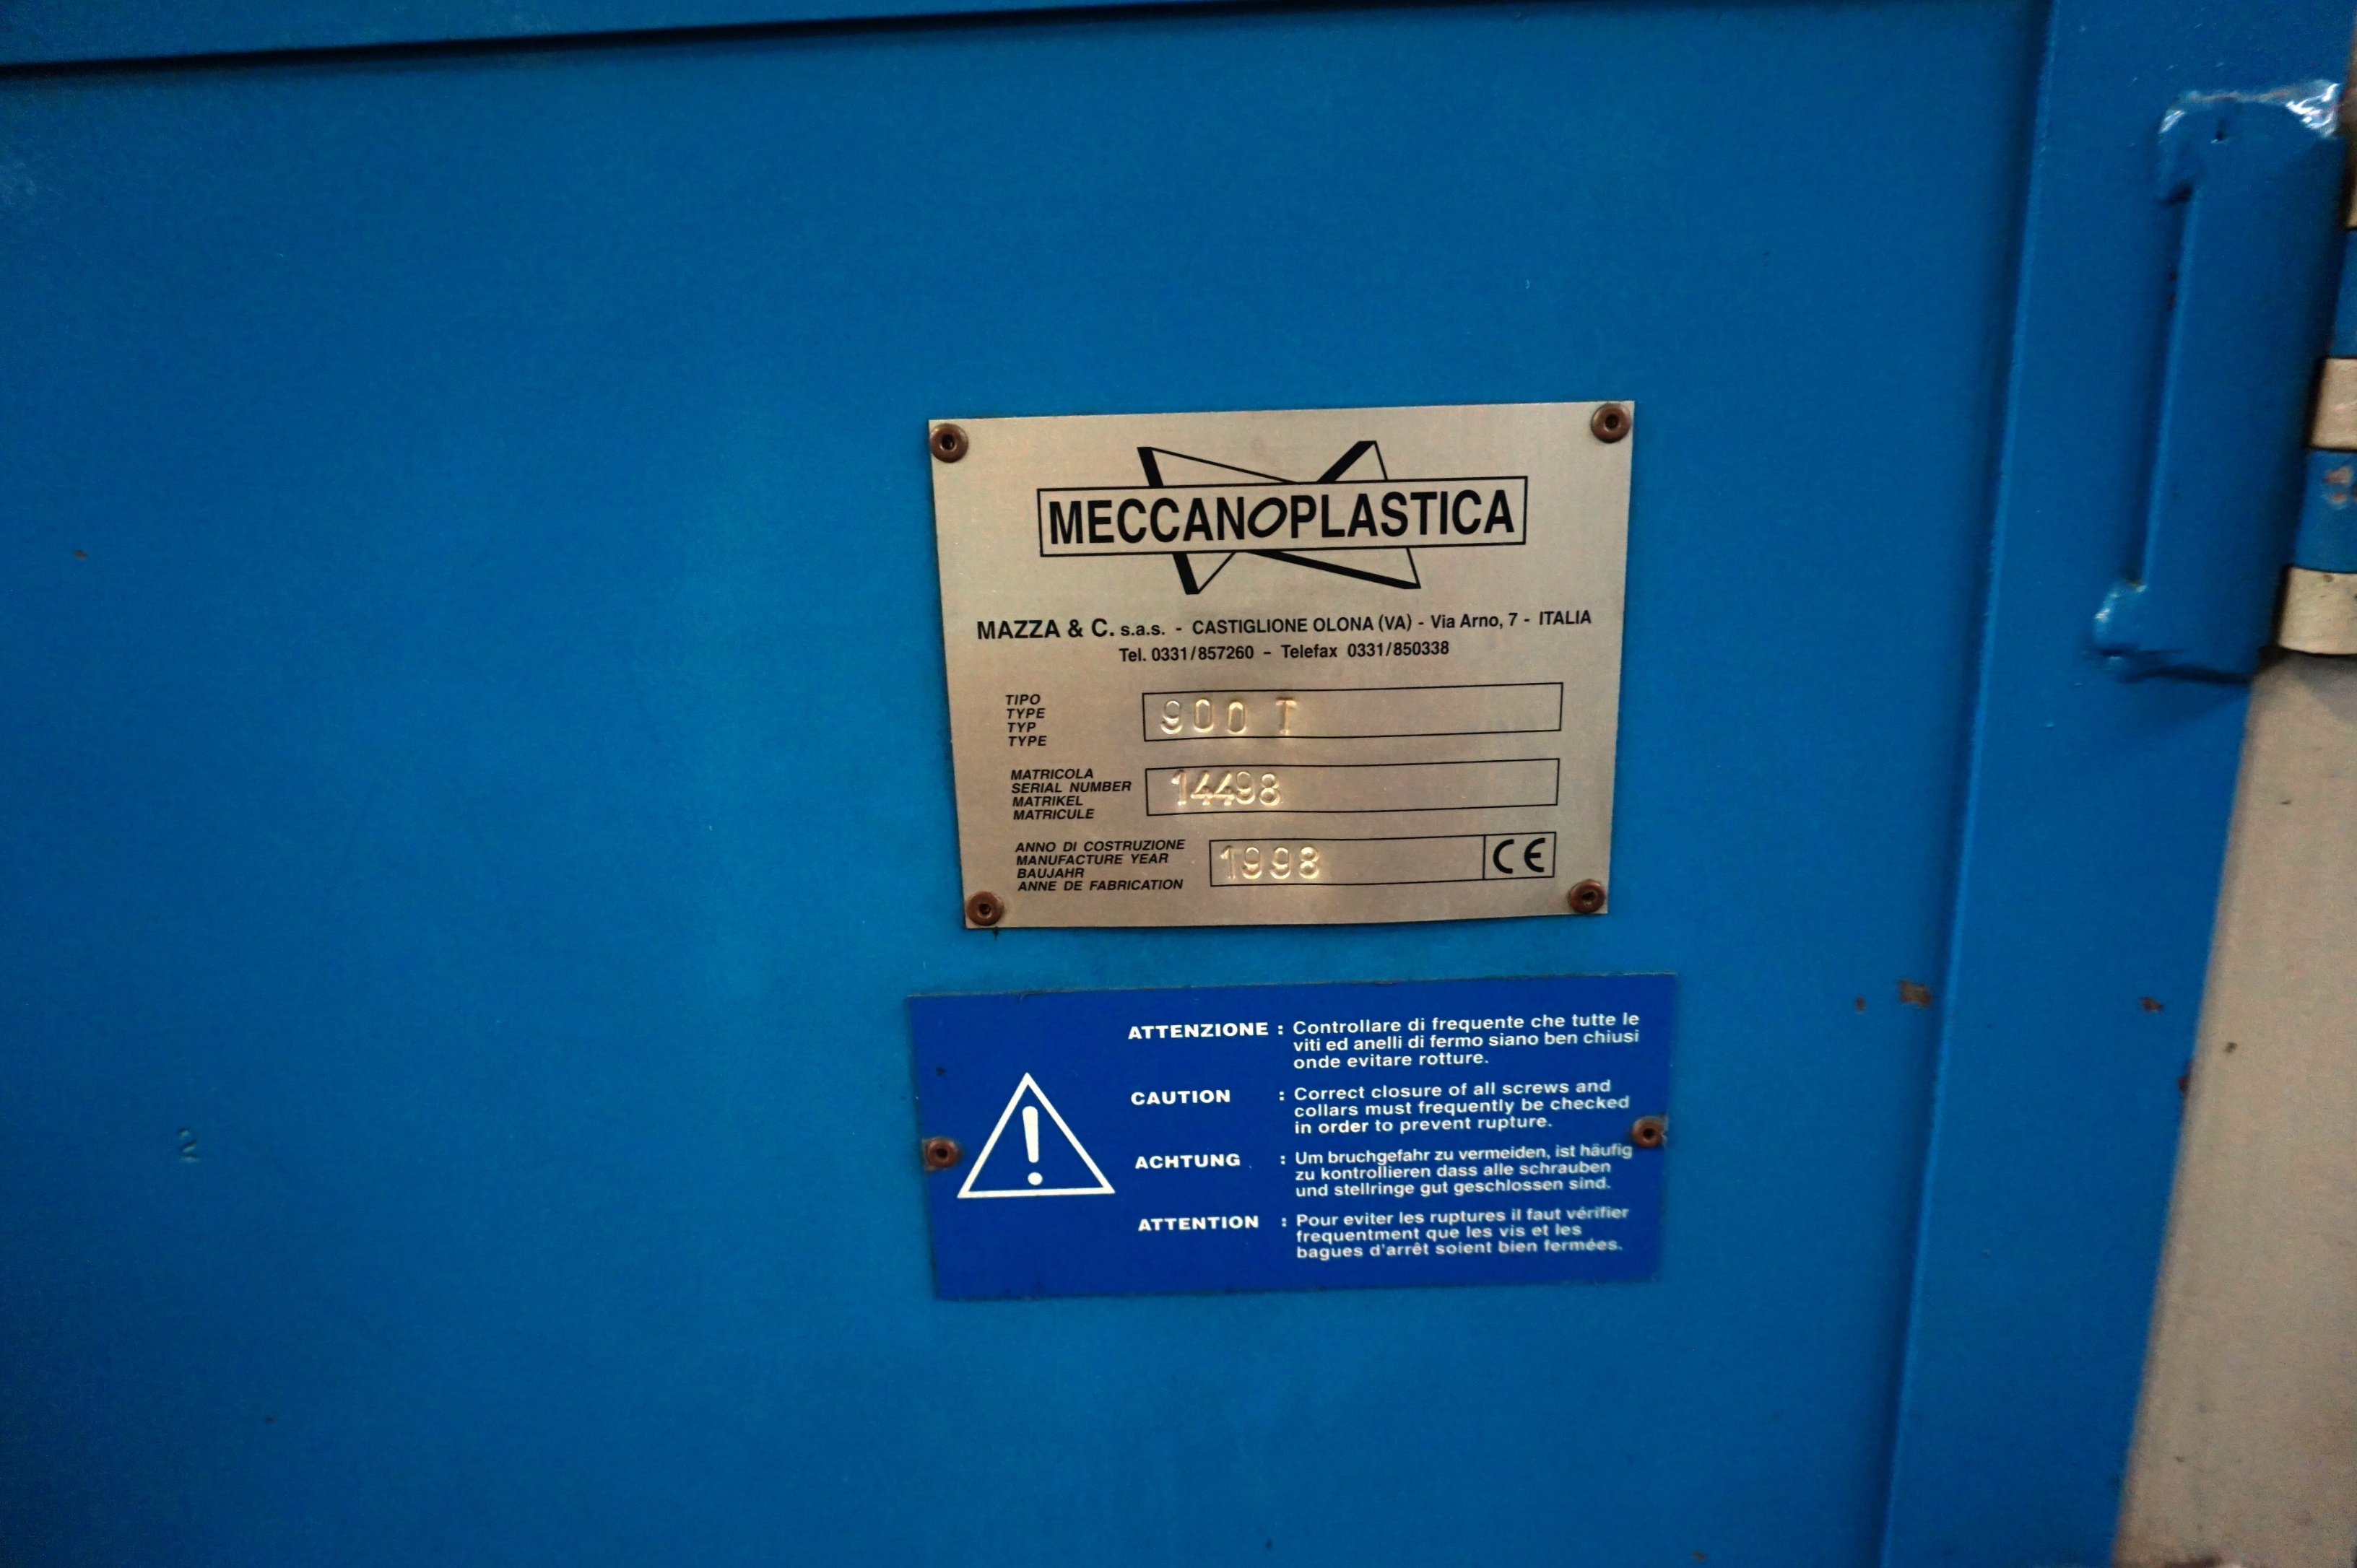 MECCANOPLASTICA
MAZZA & C. s.a.s. - CASTIGLIONE OLONA (VA) - Via Arno, 7 - ITALIA
Tel. 0331/857260 - Telefax 0331/850338
TIPO
TYPE
TYP
TYPE
900 T
MATRICOLA
SERIAL NUMBER
MATRIKEL
MATRICULE
14498
ANNO DI COSTRUZIONE
MANUFACTURE YEAR
BAUJAHR
ANNE DE FABRICATION
1998
CE
ATTENZIONE : Controllare di frequente che tutte le
viti ed anelli di fermo siano ben chiusi
onde evitare rotture.
CAUTION : Correct closure of all screws and
collars must frequently be checked
in order to prevent rupture.
ACHTUNG : Um bruchgefahr zu vermeiden, ist häufig
zu kontrollieren dass alle schrauben
und stellringe gut geschlossen sind.
ATTENTION : Pour eviter les ruptures il faut vérifier
frequentment que les vis et les
bagues d'arrêt soient bien fermées.